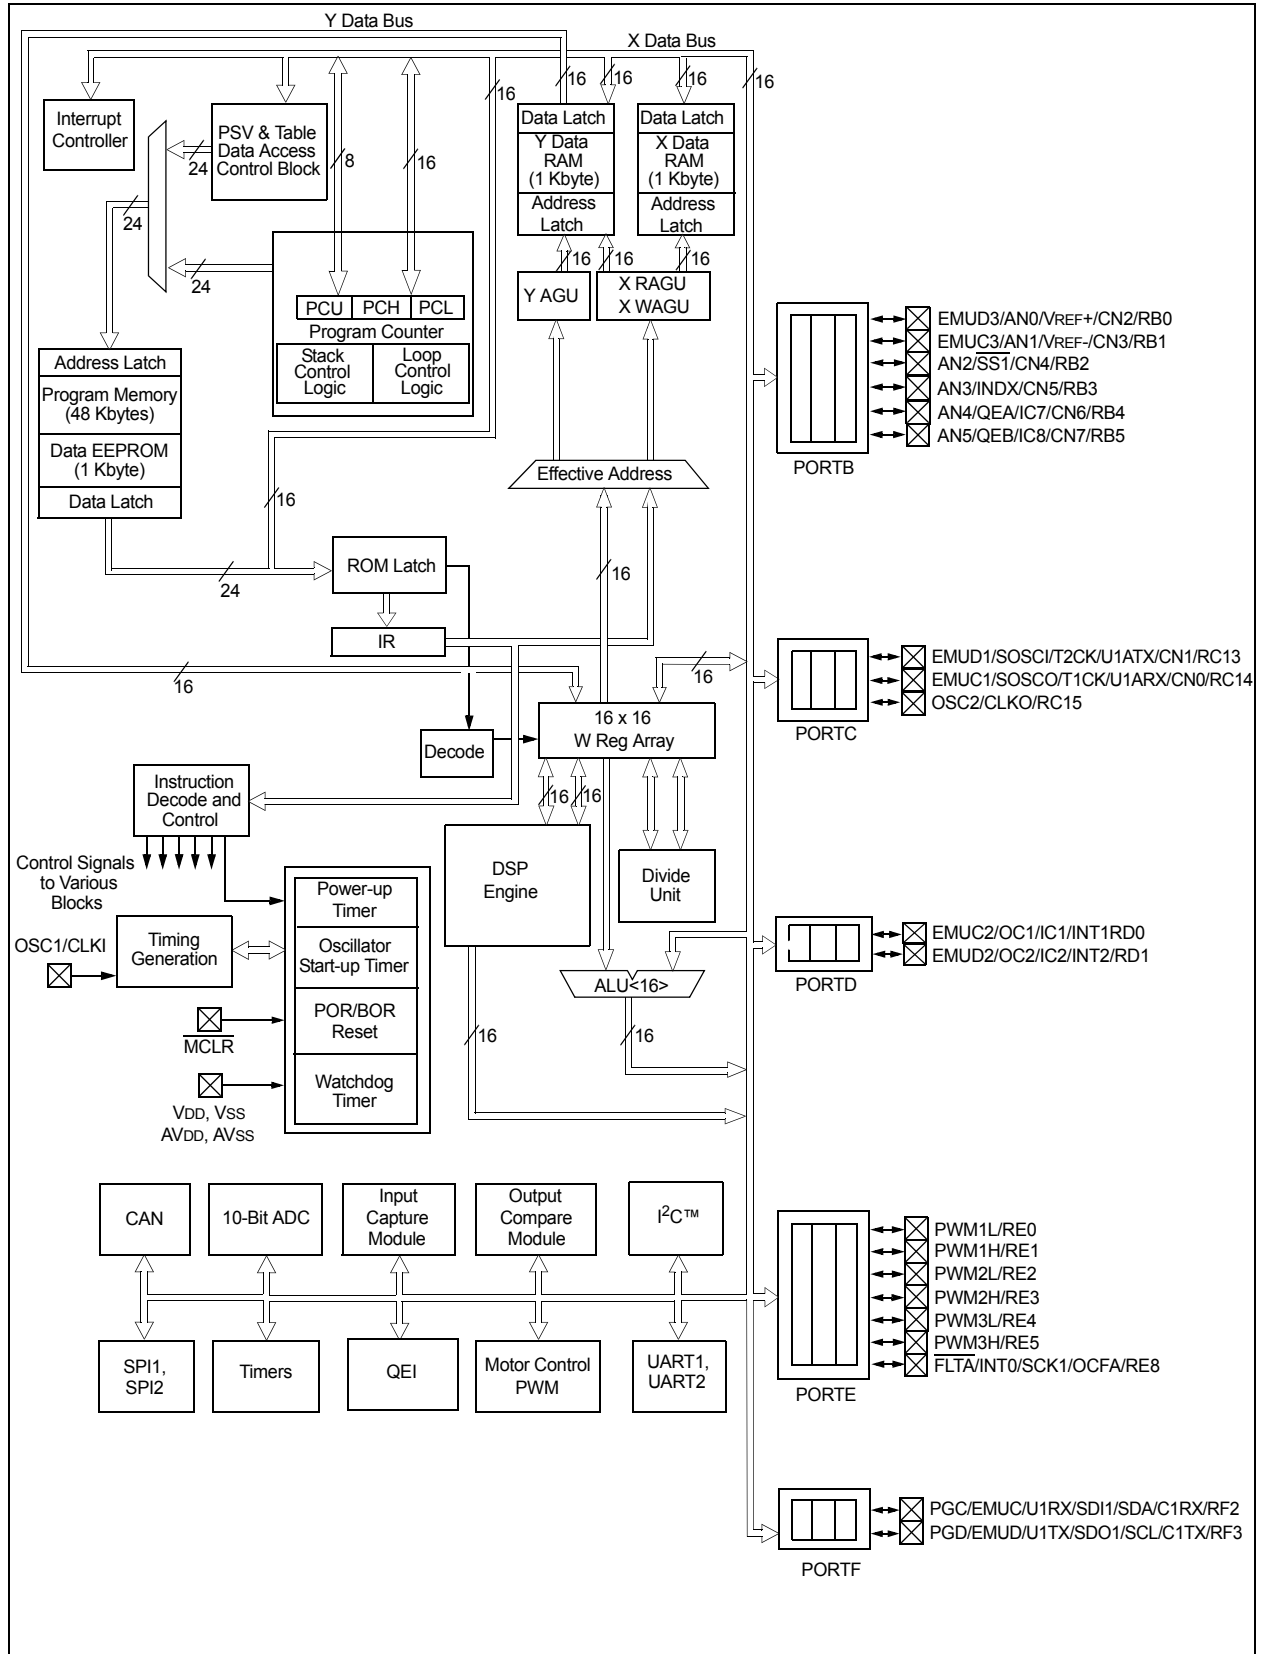 Y Data Bus
X Data Bus
16
16
16
16
16
Interrupt
Controller
PSV & Table
Data Access
Control Block
24
8
16
24
24
Data Latch
Y Data
RAM
(1 Kbyte)
Address
Latch
Data Latch
X Data
RAM
(1 Kbyte)
Address
Latch
16
16
16
Y AGU
X RAGU
X WAGU
PCU
PCH
PCL
Program Counter
Stack
Control
Logic
Loop
Control
Logic
Address Latch
Program Memory
(48 Kbytes)
Data EEPROM
(1 Kbyte)
Data Latch
Effective Address
16
24
ROM Latch
16
IR
16
16
16 x 16
W Reg Array
Decode
Instruction
Decode and
Control
16
16
Control Signals
to Various
Blocks
DSP
Engine
Divide
Unit
Power-up
Timer
Oscillator
Start-up Timer
POR/BOR
Reset
Watchdog
Timer
OSC1/CLKI
Timing
Generation
MCLR
VDD, VSS
AVDD, AVSS
ALU<16>
16
16
CAN
10-Bit ADC
Input
Capture
Module
Output
Compare
Module
I²C™
SPI1,
SPI2
Timers
QEI
Motor Control
PWM
UART1,
UART2
EMUD3/AN0/VREF+/CN2/RB0
EMUC3/AN1/VREF-/CN3/RB1
AN2/SS1/CN4/RB2
AN3/INDX/CN5/RB3
AN4/QEA/IC7/CN6/RB4
AN5/QEB/IC8/CN7/RB5
PORTB
EMUD1/SOSCI/T2CK/U1ATX/CN1/RC13
EMUC1/SOSCO/T1CK/U1ARX/CN0/RC14
OSC2/CLKO/RC15
PORTC
EMUC2/OC1/IC1/INT1RD0
EMUD2/OC2/IC2/INT2/RD1
PORTD
PWM1L/RE0
PWM1H/RE1
PWM2L/RE2
PWM2H/RE3
PWM3L/RE4
PWM3H/RE5
FLTA/INT0/SCK1/OCFA/RE8
PORTE
PGC/EMUC/U1RX/SDI1/SDA/C1RX/RF2
PGD/EMUD/U1TX/SDO1/SCL/C1TX/RF3
PORTF